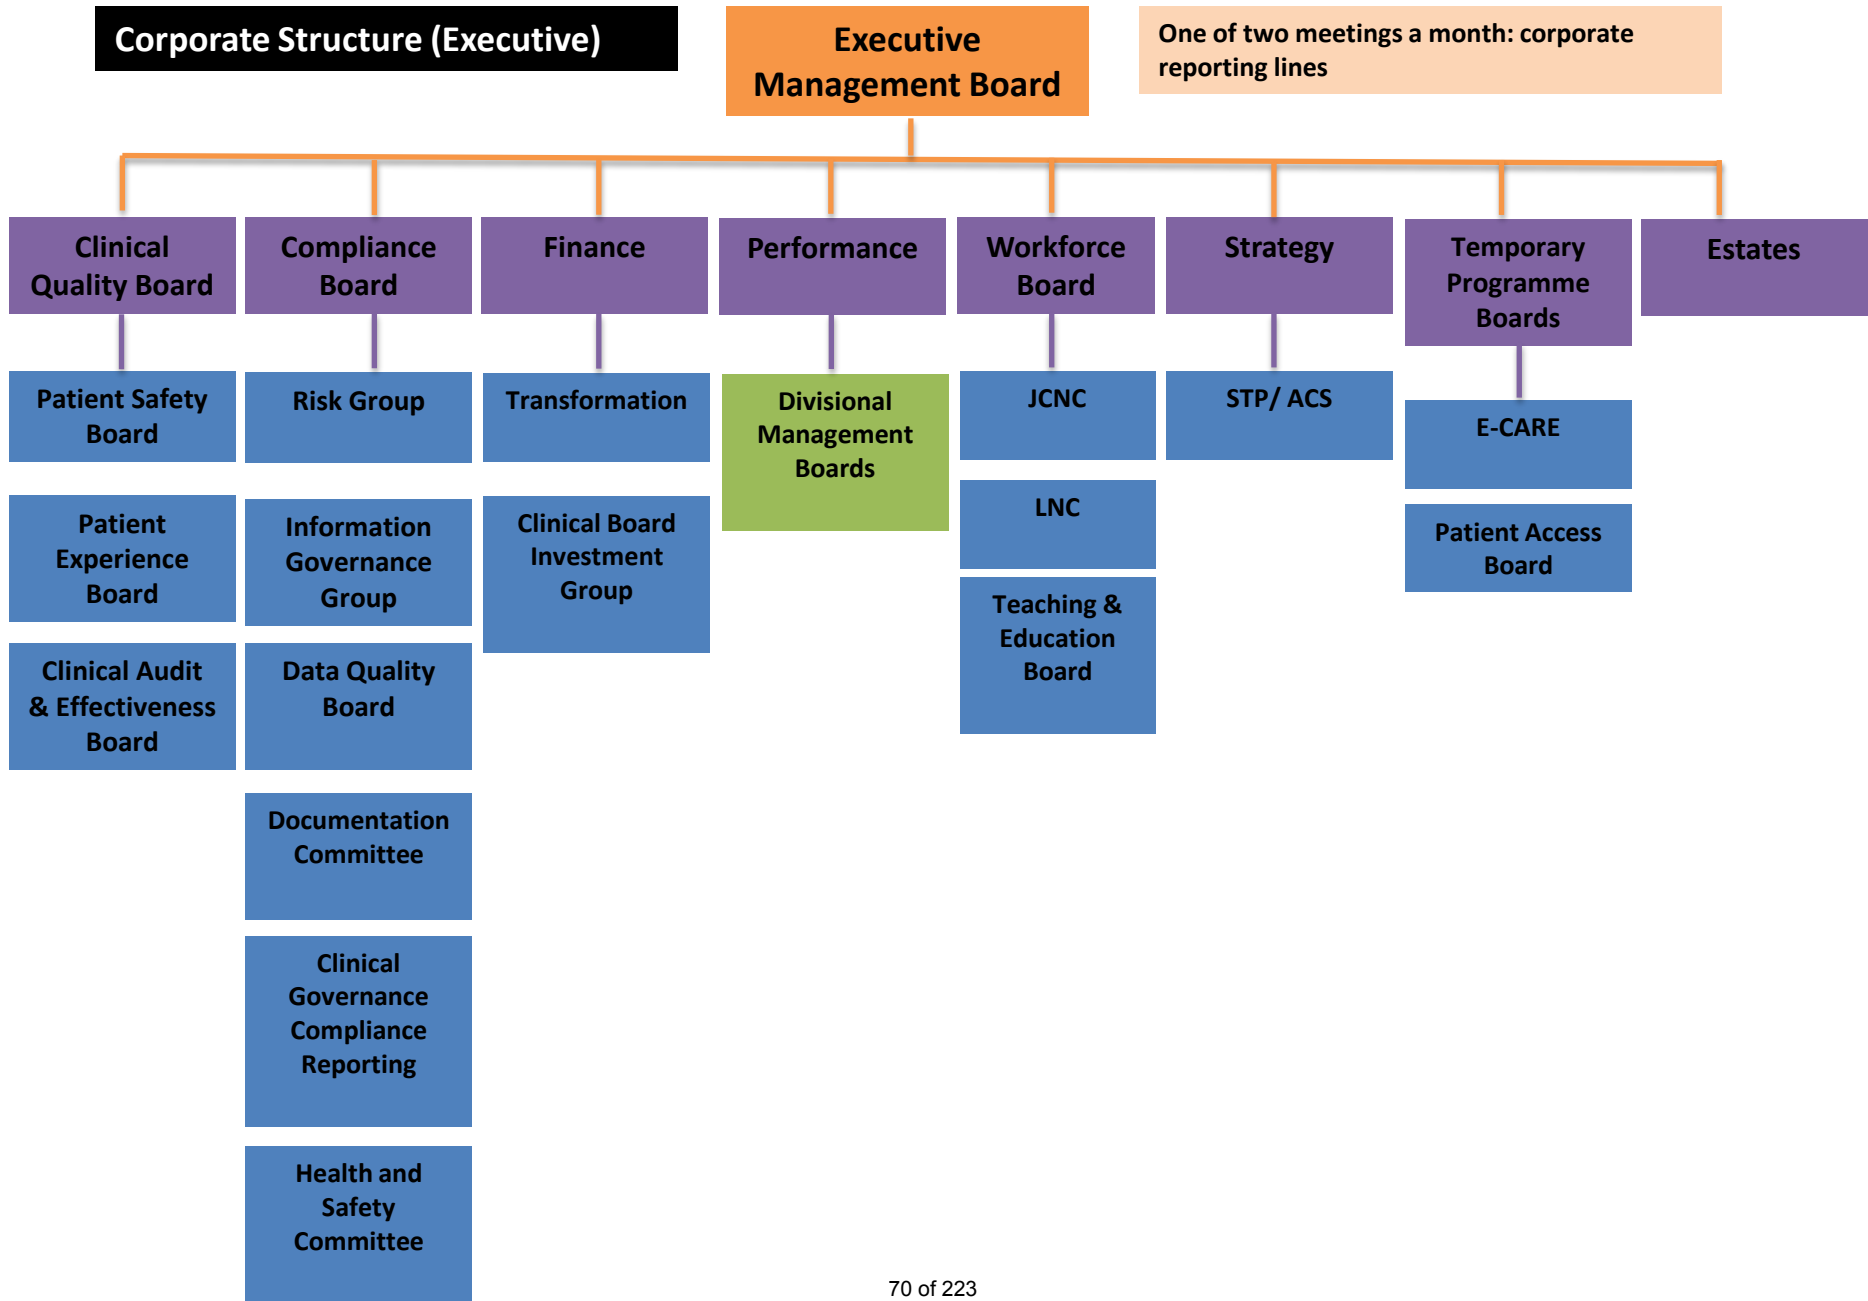 Corporate Structure (Executive)
Executive
Management Board
One of two meetings a month: corporate
reporting lines
Clinical
Quality Board
Compliance
Board
Finance
Performance
Workforce
Board
Strategy
Temporary
Programme
Boards
Estates
Patient Safety
Board
Risk Group
Transformation
Divisional
Management
Boards
JCNC
STP/ ACS
E-CARE
Patient
Experience
Board
Information
Governance
Group
Clinical Board
Investment
Group
LNC
Patient Access
Board
Clinical Audit
& Effectiveness
Board
Data Quality
Board
Teaching &
Education
Board
Documentation
Committee
Clinical
Governance
Compliance
Reporting
Health and
Safety
Committee
70 of 223